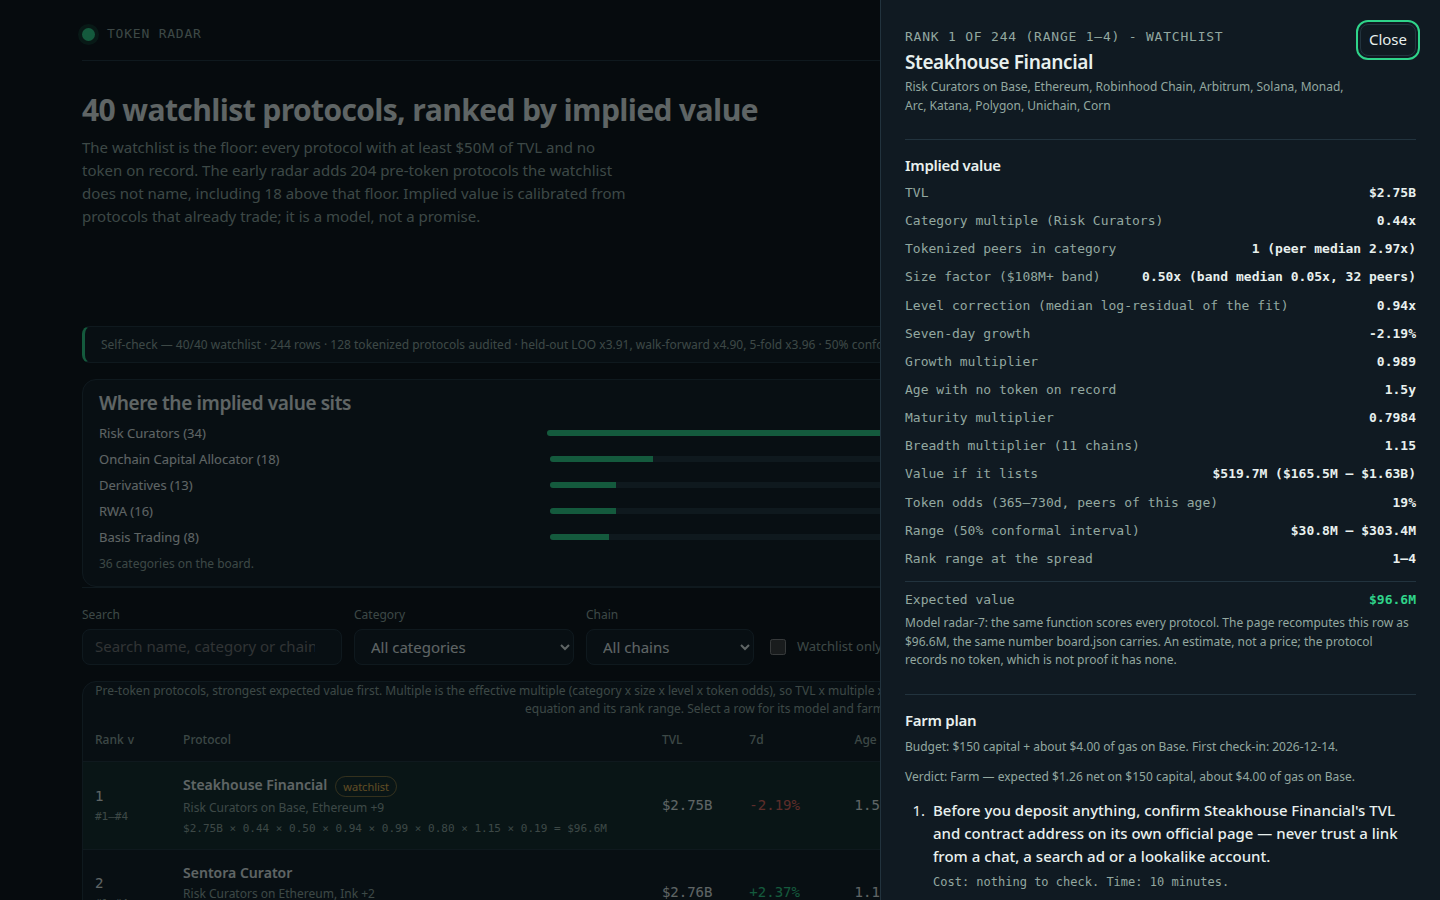 TOKEN RADAR
40 watchlist protocols, ranked by implied value
The watchlist is the floor: every protocol with at least $50M of TVL and no
token on record. The early radar adds 204 pre-token protocols the watchlist
does not name, including 18 above that floor. Implied value is calibrated from
protocols that already trade; it is a model, not a promise.
Self-check — 40/40 watchlist · 244 rows · 128 tokenized protocols audited · held-out LOO x3.91, walk-forward x4.90, 5-fold x3.96 · 50%
Where the implied value sits
Risk Curators (34)
Onchain Capital Allocator (18)
Derivatives (13)
RWA (16)
Basis Trading (8)
36 categories on the board.
Search
Category
Chain
Search name, category or chain
All categories
All chains
Watchlist only
Pre-token protocols, strongest expected value first. Multiple is the effective multiple (category x size x level x token odds), so TVL x multiple x
equation and its rank range. Select a row for its model and farm
Rank v
Protocol
TVL
7d
Age
1
#1–#4
Steakhouse Financial
watchlist
Risk Curators on Base, Ethereum +9
$2.75B × 0.44 × 0.50 × 0.94 × 0.99 × 0.80 × 1.15 × 0.19 = $96.6M
$2.75B
-2.19%
1.5
2
Sentora Curator
Risk Curators on Ethereum, Ink +2
$2.76B
+2.37%
1.1
RANK 1 OF 244 (RANGE 1–4) - WATCHLIST
Close
Steakhouse Financial
Risk Curators on Base, Ethereum, Robinhood Chain, Arbitrum, Solana, Monad,
Arc, Katana, Polygon, Unichain, Corn
Implied value
TVL $2.75B
Category multiple (Risk Curators) 0.44x
Tokenized peers in category 1 (peer median 2.97x)
Size factor ($108M+ band) 0.50x (band median 0.05x, 32 peers)
Level correction (median log-residual of the fit) 0.94x
Seven-day growth -2.19%
Growth multiplier 0.989
Age with no token on record 1.5y
Maturity multiplier 0.7984
Breadth multiplier (11 chains) 1.15
Value if it lists $519.7M ($165.5M — $1.63B)
Token odds (365–730d, peers of this age) 19%
Range (50% conformal interval) $30.8M — $303.4M
Rank range at the spread 1–4
Expected value $96.6M
Model radar-7: the same function scores every protocol. The page recomputes this row as
$96.6M, the same number board.json carries. An estimate, not a price; the protocol
records no token, which is not proof it has none.
Farm plan
Budget: $150 capital + about $4.00 of gas on Base. First check-in: 2026-12-14.
Verdict: Farm — expected $1.26 net on $150 capital, about $4.00 of gas on Base.
1. Before you deposit anything, confirm Steakhouse Financial's TVL
and contract address on its own official page — never trust a link
from a chat, a search ad or a lookalike account.
Cost: nothing to check. Time: 10 minutes.